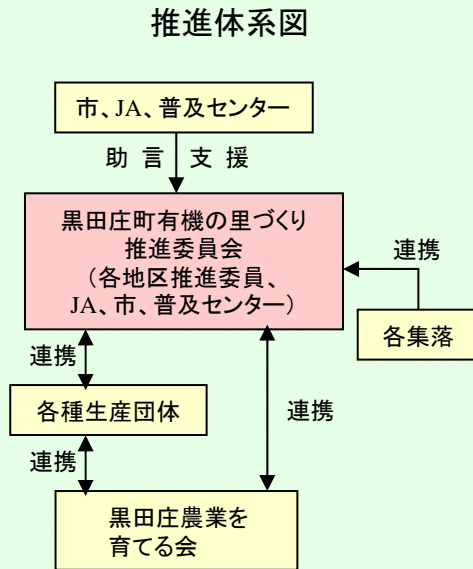 推進体系図
市、JA、普及センター
助 言 支 援
黒田庄町有機の里づくり
推進委員会
（各地区推進委員、
JA、市、普及センター）
連携
各集落
連携
各種生産団体
連携
連携
黒田庄農業を
育てる会